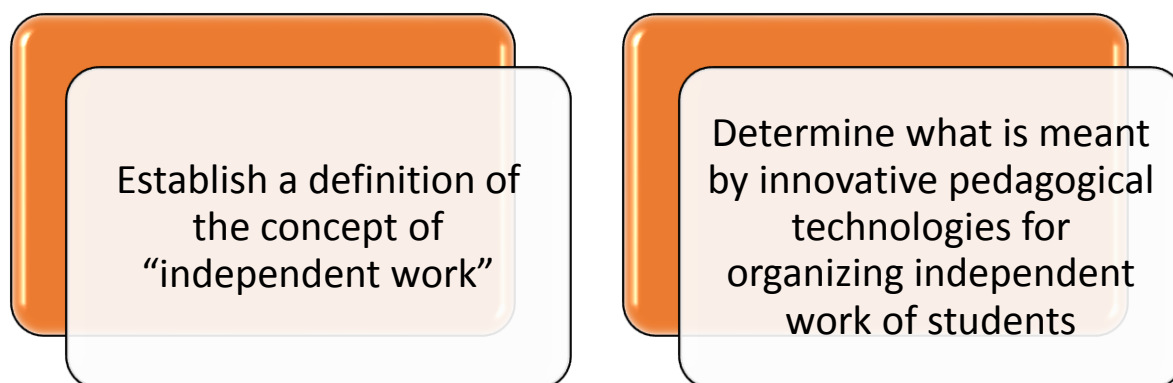 Establish a definition of
the concept of
“independent work”
Determine what is meant
by innovative pedagogical
technologies for
organizing independent
work of students